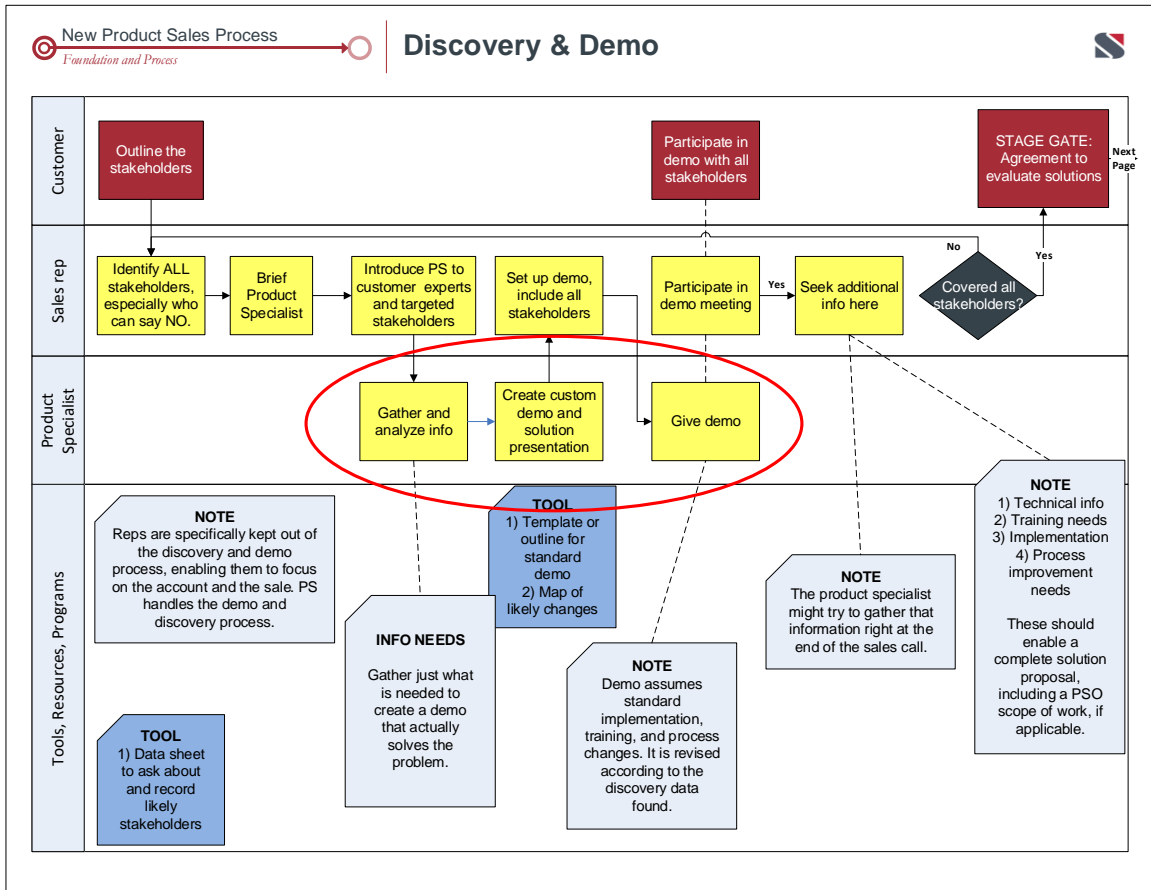 New Product Sales Process
Foundation and Process
Discovery & Demo
Customer
Outline the
stakeholders
Participate in
demo with all
stakeholders
STAGE GATE:
Agreement to
evaluate solutions
Next
Page
Sales rep
Identify ALL
stakeholders,
especially who
can say NO.
Brief
Product
Specialist
Introduce PS to
customer experts
and targeted
stakeholders
Set up demo,
include all
stakeholders
Participate in
demo meeting
Yes
Seek additional
info here
No
Covered all
stakeholders?
Yes
Product
Specialist
Gather and
analyze info
Create custom
demo and
solution
presentation
Give demo
Tools, Resources, Programs
NOTE
Reps are specifically kept out
of the discovery and demo
process, enabling them to focus
on the account and the sale. PS
handles the demo and
discovery process.
TOOL
1) Data sheet
to ask about
and record
likely
stakeholders
INFO NEEDS
Gather just what
is needed to
create a demo
that actually
solves the
problem.
TOOL
1) Template or
outline for
standard
demo
2) Map of
likely changes
NOTE
Demo assumes
standard
implementation,
training, and process
changes. It is revised
according to the
discovery data
found.
NOTE
The product specialist
might try to gather that
information right at the
end of the sales call.
NOTE
1) Technical info
2) Training needs
3) Implementation
4) Process
improvement
needs
These should
enable a
complete solution
proposal,
including a PSO
scope of work, if
applicable.